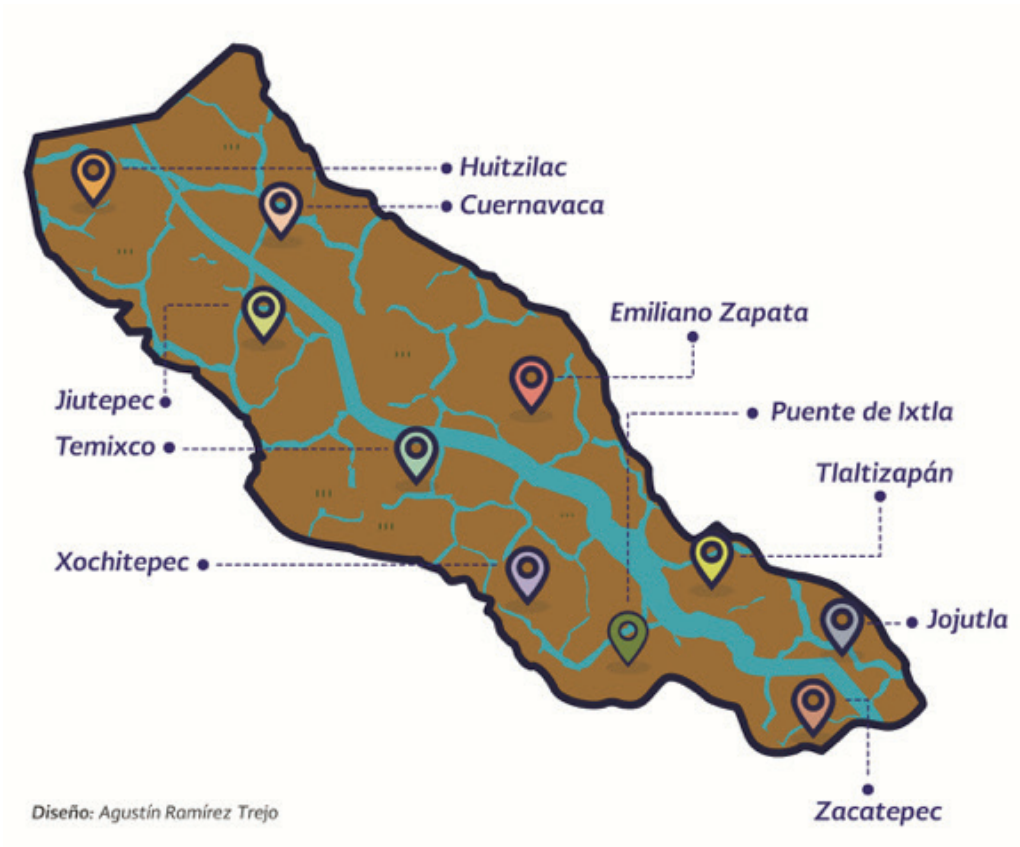 Huitzilac
Cuernavaca
Emiliano Zapata
Jiutepec
Puente de Ixtla
Temixco
Tlaltizapán
Xochitepec
Jojutla
Zacatepec
Diseño: Agustín Ramírez Trejo